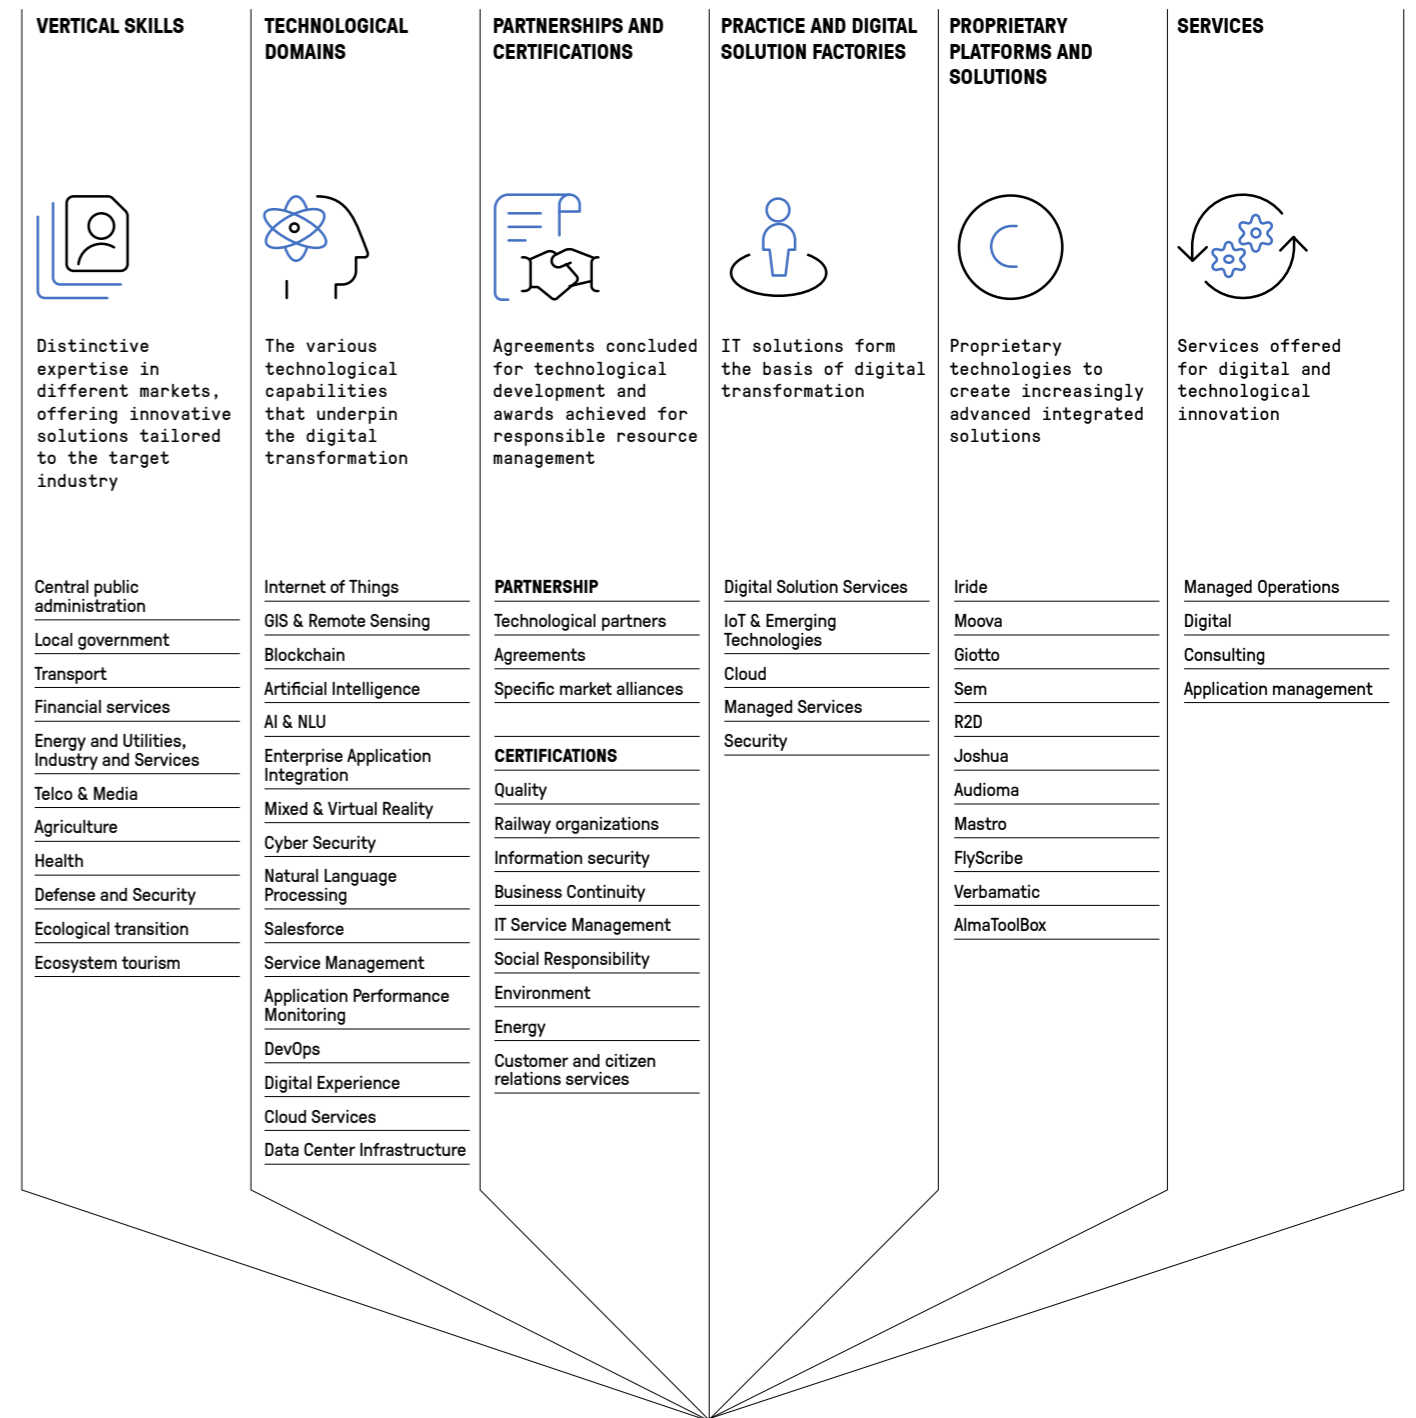 VERTICAL SKILLS
TECHNOLOGICAL
DOMAINS
PARTNERSHIPS AND
CERTIFICATIONS
PRACTICE AND DIGITAL
SOLUTION FACTORIES
PROPRIETARY
PLATFORMS AND
SOLUTIONS
SERVICES
Distinctive
expertise in
different markets,
offering innovative
solutions tailored
to the target
industry
The various
technological
capabilities
that underpin
the digital
transformation
Agreements concluded
for technological
development and
awards achieved for
responsible resource
management
IT solutions form
the basis of digital
transformation
Proprietary
technologies to
create increasingly
advanced integrated
solutions
Services offered
for digital and
technological
innovation
Central public
administration
Local government
Transport
Financial services
Energy and Utilities,
Industry and Services
Telco & Media
Agriculture
Health
Defense and Security
Ecological transition
Ecosystem tourism
Internet of Things
GIS & Remote Sensing
Blockchain
Artificial Intelligence
AI & NLU
Enterprise Application
Integration
Mixed & Virtual Reality
Cyber Security
Natural Language
Processing
Salesforce
Service Management
Application Performance
Monitoring
DevOps
Digital Experience
Cloud Services
Data Center Infrastructure
PARTNERSHIP
Technological partners
Agreements
Specific market alliances
CERTIFICATIONS
Quality
Railway organizations
Information security
Business Continuity
IT Service Management
Social Responsibility
Environment
Energy
Customer and citizen
relations services
Digital Solution Services
IoT & Emerging
Technologies
Cloud
Managed Services
Security
Iride
Moova
Giotto
Sem
R2D
Joshua
Audioma
Mastro
FlyScribe
Verbamatic
AlmaToolBox
Managed Operations
Digital
Consulting
Application management